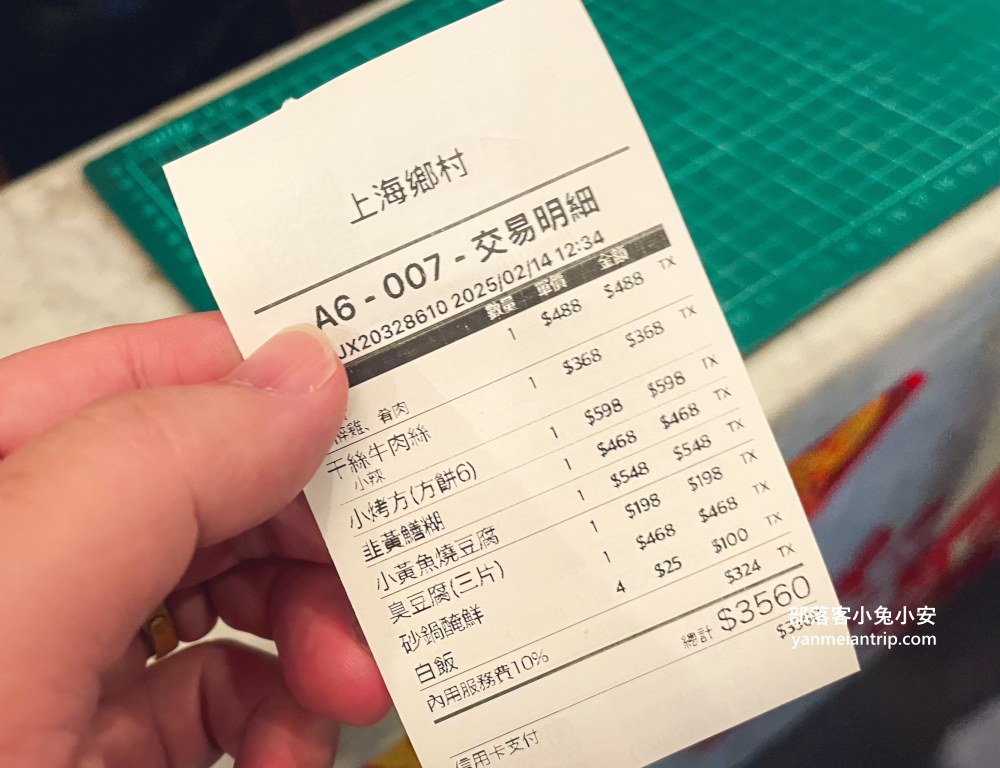 上海鄉村
A6 - 007 - 交易明細
JX20328610 2025/02/14 12:34
數量 單價 金額
1 $488 $488 TX
醉雞、肴肉
干絲牛肉絲 1 $368 $368 TX
小辣
小烤方(方餅6) 1 $598 $598 TX
韭黃鱔糊 1 $468 $468 TX
小黃魚燒豆腐 1 $548 $548 TX
臭豆腐(三片) 1 $198 $198 TX
砂鍋醃鮮 1 $468 $468 TX
白飯 4 $25 $100 TX
內用服務費10% $324 TX
總計 $3560
信用卡支付
部落客小兔小安
yanmeiantrip.com